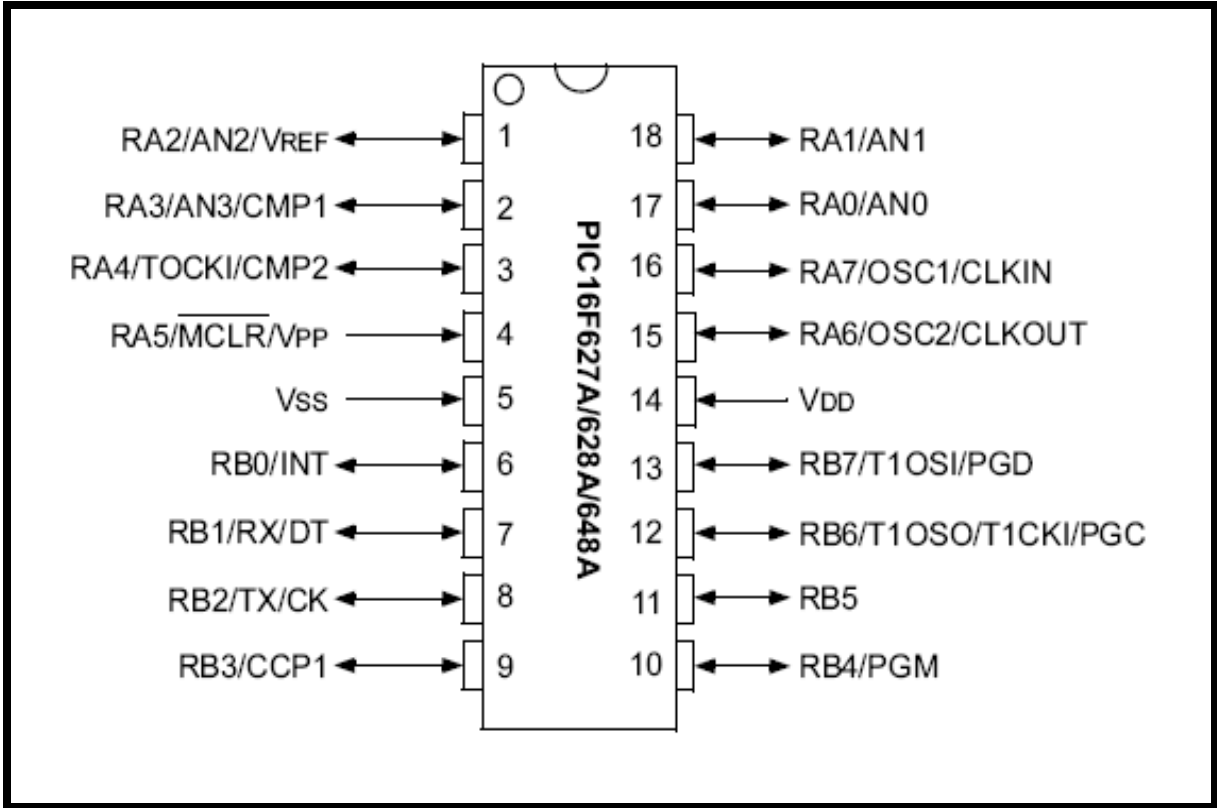 RA2/AN2/VREF
1
18
RA1/AN1
RA3/AN3/CMP1
2
17
RA0/AN0
RA4/TOCKI/CMP2
3
16
RA7/OSC1/CLKIN
RA5/MCLR/VPP
4
15
RA6/OSC2/CLKOUT
VSS
5
14
VDD
RB0/INT
6
13
RB7/T1OSI/PGD
RB1/RX/DT
7
12
RB6/T1OSO/T1CKI/PGC
RB2/TX/CK
8
11
RB5
RB3/CCP1
9
10
RB4/PGM
PIC16F627A/628A/648A